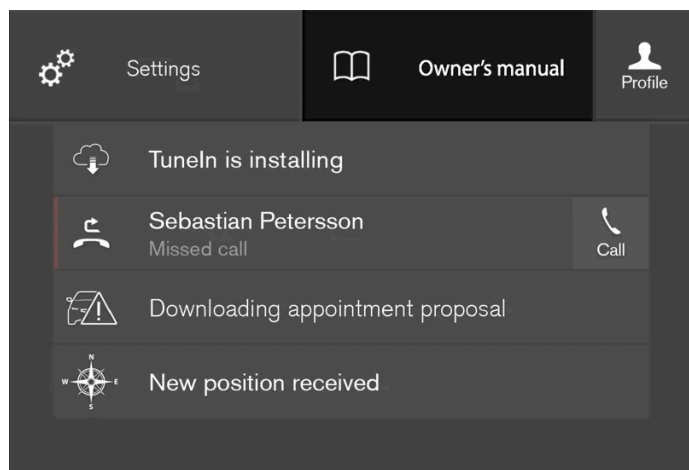 Settings
Owner's manual
Profile
TuneIn is installing
Sebastian Petersson
Missed call
Call
Downloading appointment proposal
New position received
N
W
E
S